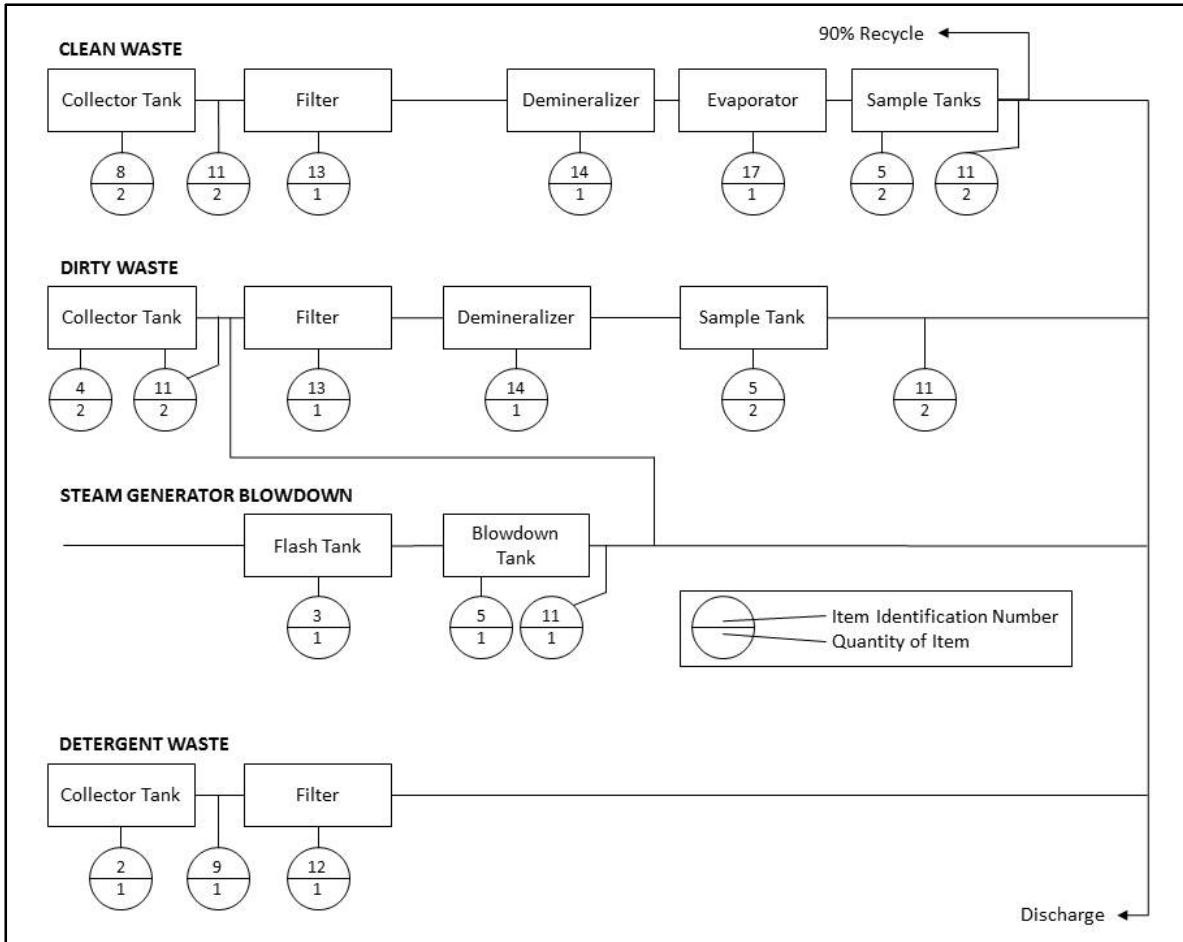 90% Recycle
CLEAN WASTE
Collector Tank
Filter
Demineralizer
Evaporator
Sample Tanks
8
2
11
2
13
1
14
1
17
1
5
2
11
2
DIRTY WASTE
Collector Tank
Filter
Demineralizer
Sample Tank
4
2
11
2
13
1
14
1
5
2
11
2
STEAM GENERATOR BLOWDOWN
Flash Tank
Blowdown
Tank
3
1
5
1
11
1
Item Identification Number
Quantity of Item
DETERGENT WASTE
Collector Tank
Filter
2
1
9
1
12
1
Discharge